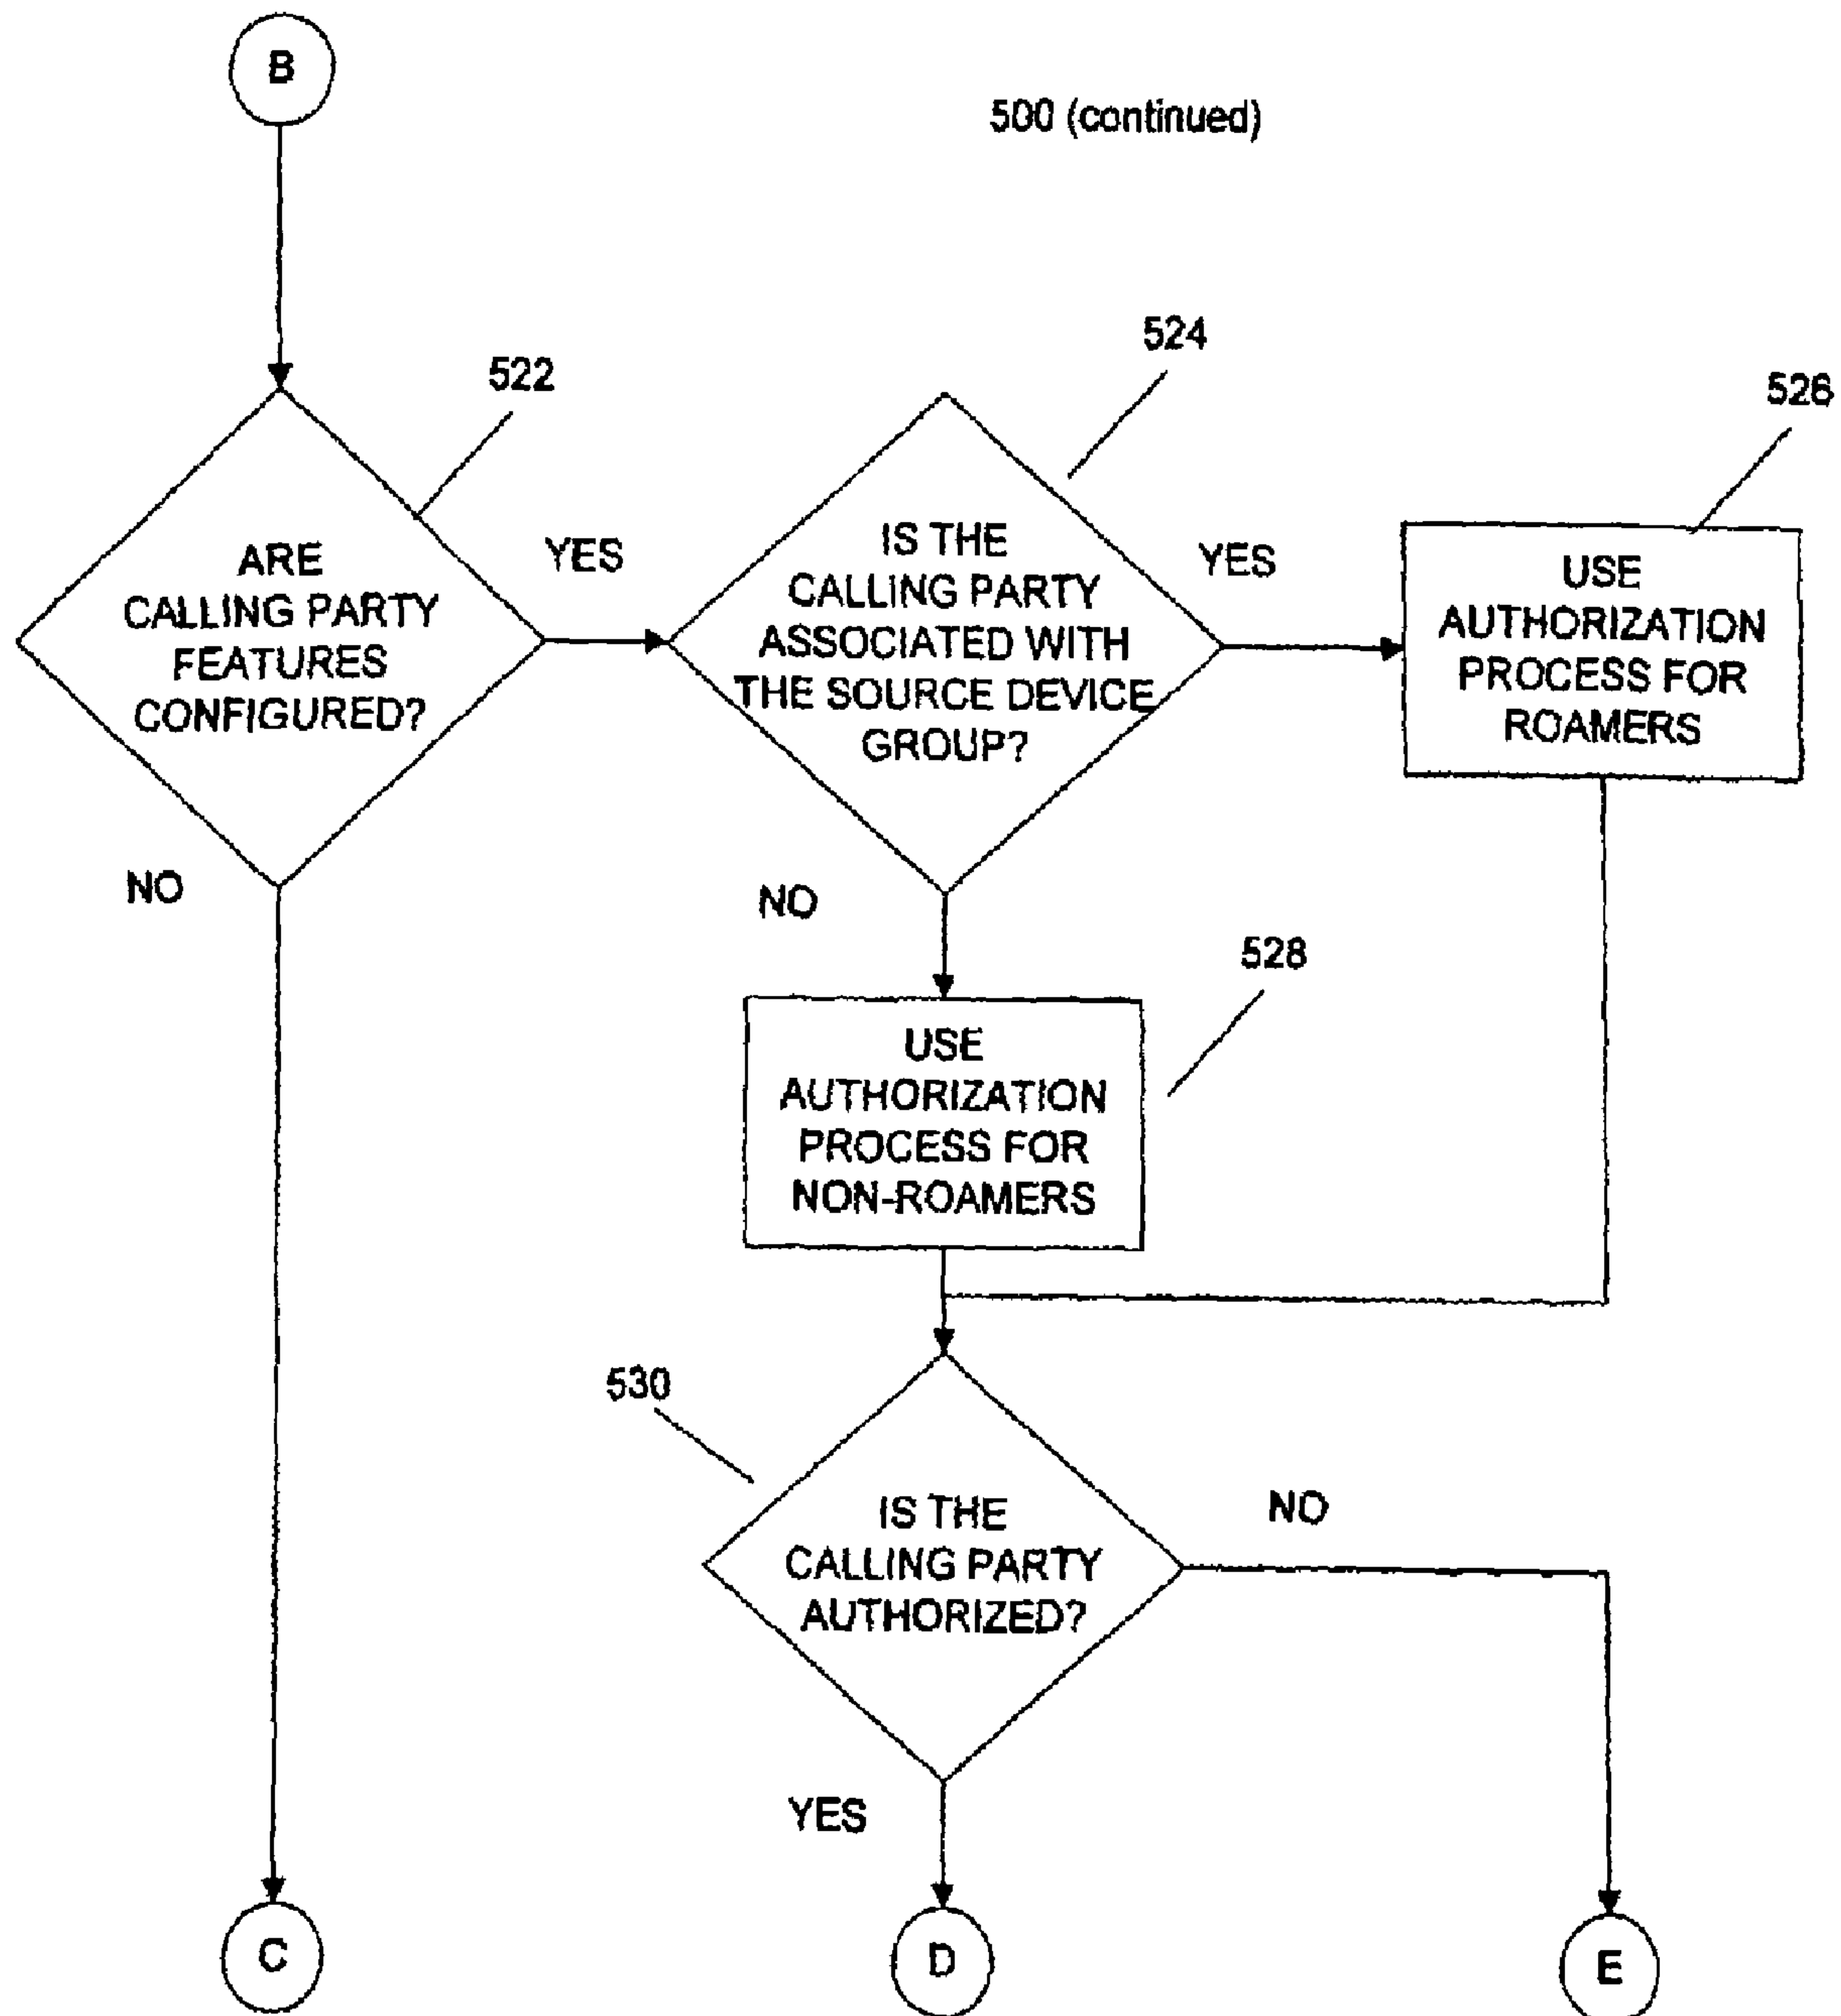 B
500 (continued)
522
524
526
ARE
CALLING PARTY
FEATURES
CONFIGURED?
YES
IS THE
CALLING PARTY
ASSOCIATED WITH
THE SOURCE DEVICE
GROUP?
YES
USE
AUTHORIZATION
PROCESS FOR
ROAMERS
NO
NO
528
USE
AUTHORIZATION
PROCESS FOR
NON-ROAMERS
530
IS THE
CALLING PARTY
AUTHORIZED?
NO
YES
C
D
E